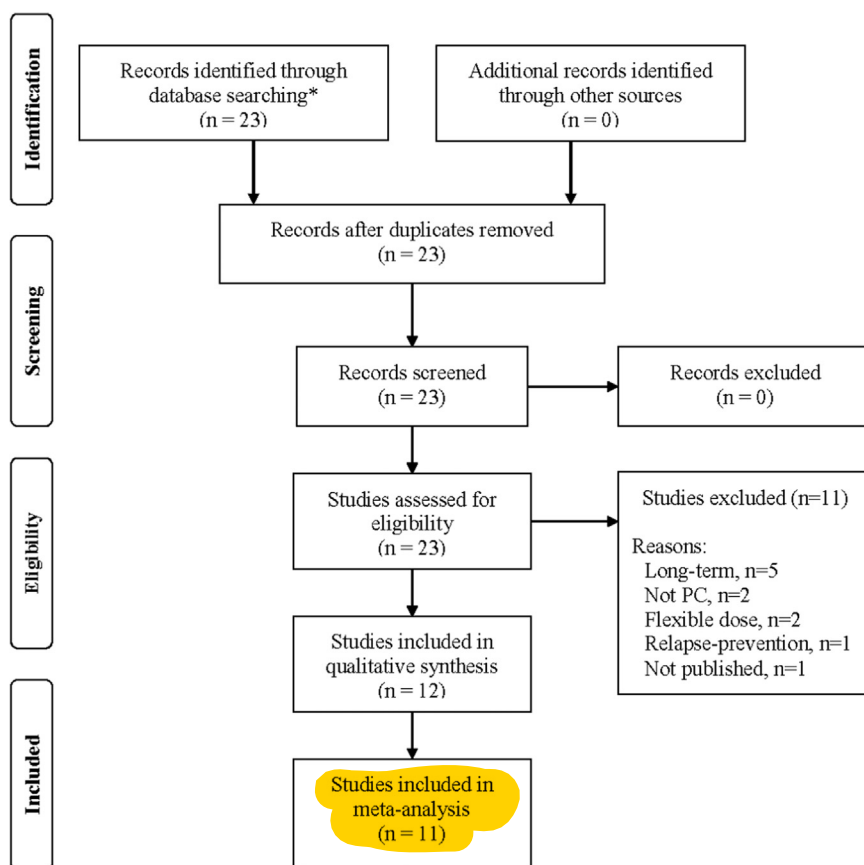 Identification
Records identified through
database searching*
(n = 23)
Additional records identified
through other sources
(n = 0)
Records after duplicates removed
(n = 23)
Screening
Records screened
(n = 23)
Records excluded
(n = 0)
Eligibility
Studies assessed for
eligibility
(n = 23)
Studies excluded (n=11)
Reasons:
Long-term, n=5
Not PC, n=2
Flexible dose, n=2
Relapse-prevention, n=1
Not published, n=1
Studies included in
qualitative synthesis
(n = 12)
Included
Studies included in
meta-analysis
(n = 11)